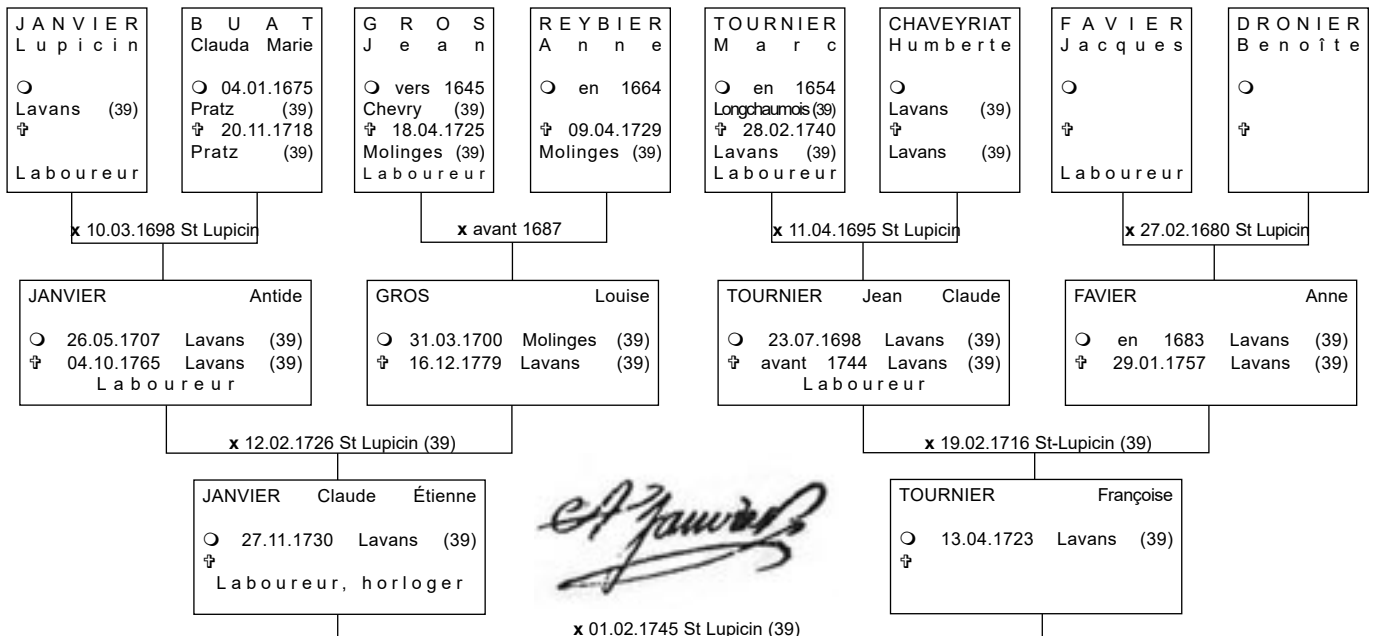 JANVIER
Lupicin
Lavans (39)
✞
Laboureur
BUAT
Clauda Marie
❍ 04.01.1675
Pratz (39)
✞ 20.11.1718
Pratz (39)
GROS
Jean
❍ vers 1645
Chevry (39)
✞ 18.04.1725
Molinges (39)
Laboureur
REYBIER
Anne
❍ en 1664
✞ 09.04.1729
Molinges (39)
TOURNIER
Marc
❍ en 1654
Longchaumois (39)
✞ 28.02.1740
Lavans (39)
Laboureur
CHAVEYRIAT
Humberte
❍
Lavans (39)
✞
Lavans (39)
FAVIER
Jacques
❍
✞
Laboureur
DRONIER
Benoîte
❍
✞
x 10.03.1698 St Lupicin
x avant 1687
x 11.04.1695 St Lupicin
x 27.02.1680 St Lupicin
JANVIER Antide
❍ 26.05.1707 Lavans (39)
✞ 04.10.1765 Lavans (39)
Laboureur
GROS Louise
❍ 31.03.1700 Molinges (39)
✞ 16.12.1779 Lavans (39)
TOURNIER Jean Claude
❍ 23.07.1698 Lavans (39)
✞ avant 1744 Lavans (39)
Laboureur
FAVIER Anne
❍ en 1683 Lavans (39)
✞ 29.01.1757 Lavans (39)
x 12.02.1726 St Lupicin (39)
x 19.02.1716 St-Lupicin (39)
JANVIER Claude Étienne
❍ 27.11.1730 Lavans (39)
✞
Laboureur, horloger
Janvier
TOURNIER Françoise
❍ 13.04.1723 Lavans (39)
✞
x 01.02.1745 St Lupicin (39)